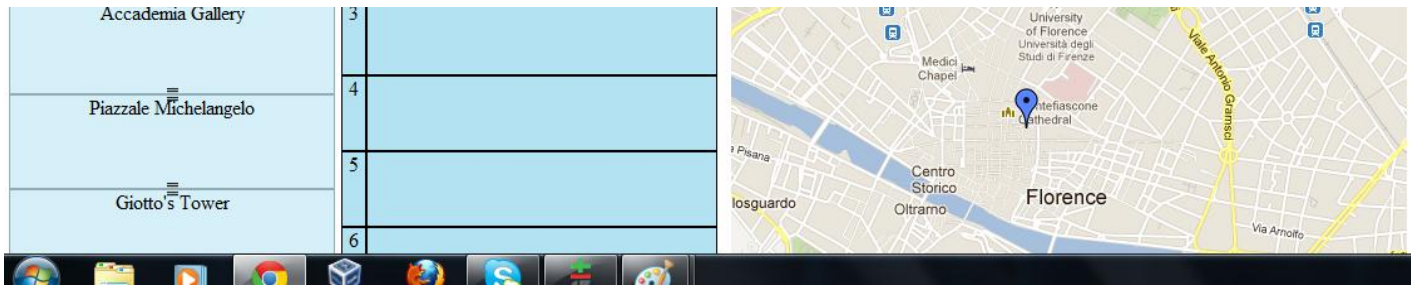 Accademia Gallery
Piazzale Michelangelo
Giotto's Tower
3
4
5
6
University
of Florence
Università degli
Studi di Firenze
Medici
Chapel
ntefiascone
Cathedral
Viale Antonio Gramsci
Pisana
Centro
Storico
Oltrarno
losguardo
Florence
Via Arnolfo